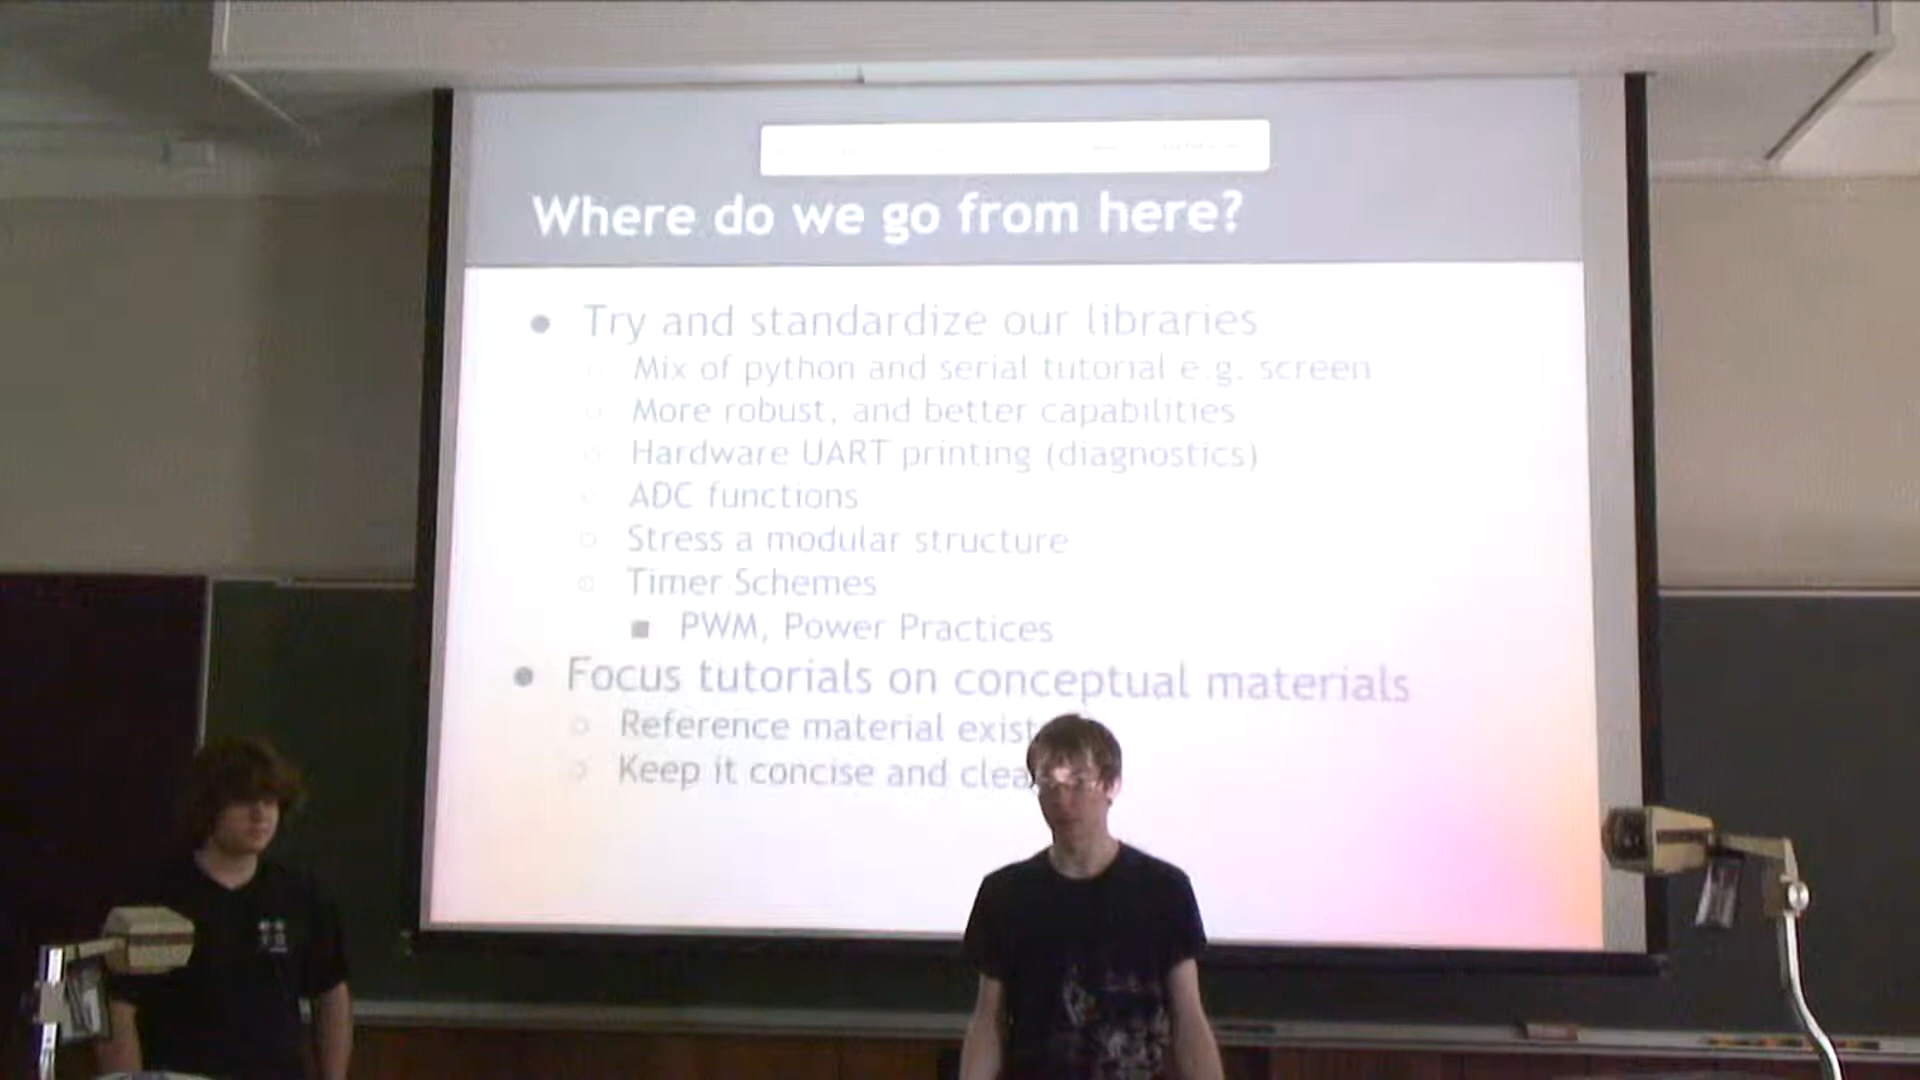 Where do we go from here?
Try and standardize our libraries
Mix of python and serial tutorial e.g. screen
More robust, and better capabilities
Hardware UART printing (diagnostics)
ADC functions
Stress a modular structure
Timer Schemes
PWM, Power Practices
Focus tutorials on conceptual materials
Reference material exist
Keep it concise and clea